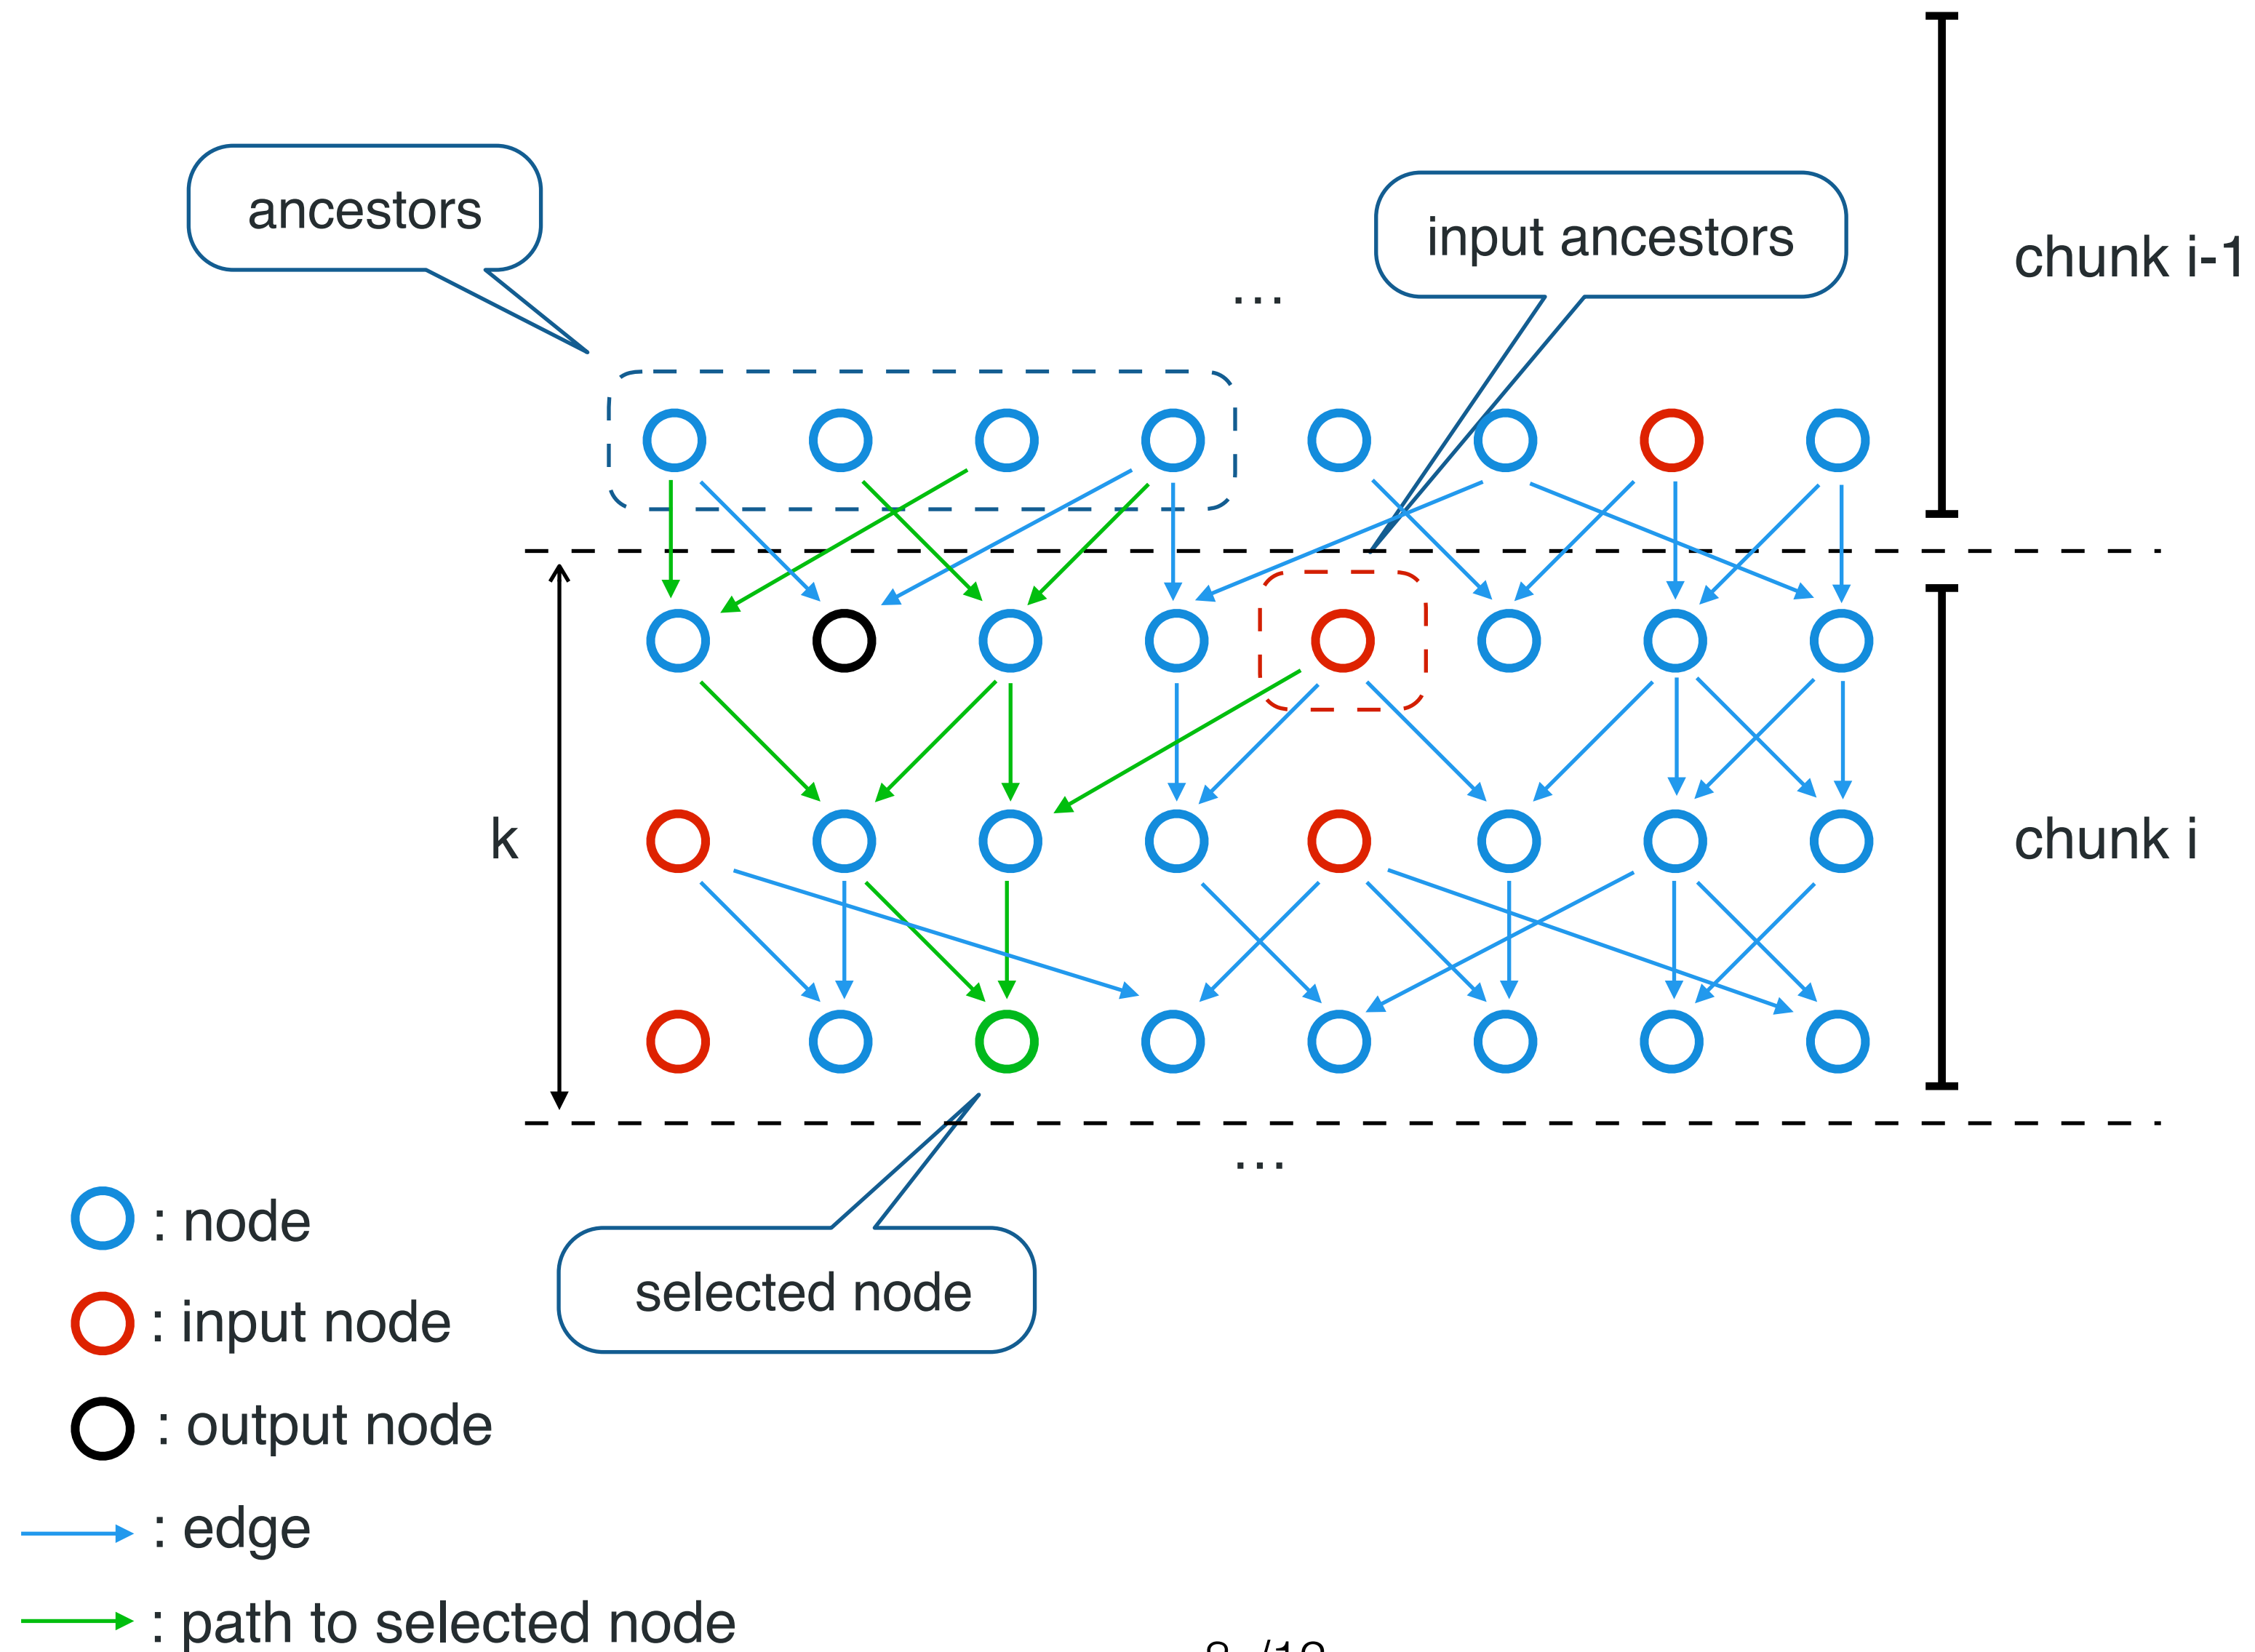 ancestors
input ancestors
chunk i-1
...
k
chunk i
...
selected node
: node
: input node
: output node
: edge
: path to selected node